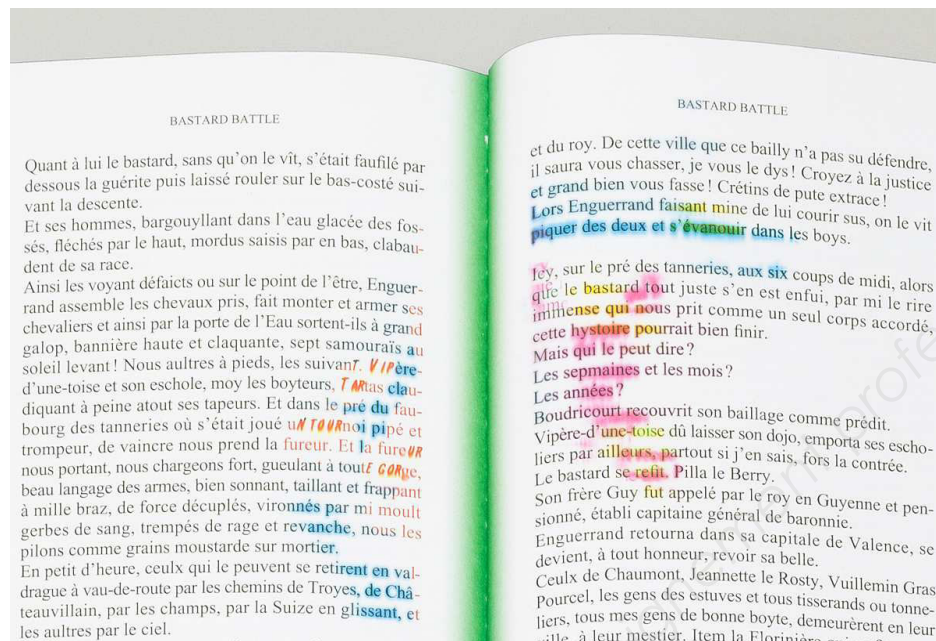 BASTARD BATTLE
Quant à lui le bastard, sans qu'on le vît, s'était faufilé par
dessous la guérite puis laissé rouler sur le bas-costé sui-
vant la descente.
Et ses hommes, bargouyllant dans l'eau glacée des fos-
sés, fléchés par le haut, mordus saisis par en bas, clabau-
dent de sa race.
Ainsi les voyant défaicts ou sur le point de l'être, Enguer-
rand assemble les chevaux pris, fait monter et armer ses
chevaliers et ainsi par la porte de l'Eau sortent-ils à grand
galop, bannière haute et claquante, sept samouraïs au
soleil levant ! Nous aultres à pieds, les suivanT. VIPère-
d'une-toise et son eschole, moy les boyteurs, TARtas clau-
diquant à peine atout ses tapeurs. Et dans le pré du fau-
bourg des tanneries où s'était joué uN TOURnoi pipé et
trompeur, de vaincre nous prend la fureur. Et la fureUR
nous portant, nous chargeons fort, gueulant à toutE GORge,
beau langage des armes, bien sonnant, taillant et frappant
à mille braz, de force décuplés, vironnés par mi moult
gerbes de sang, trempés de rage et revanche, nous les
pilons comme grains moustarde sur mortier.
En petit d'heure, ceulx qui le peuvent se retirent en val-
drague à vau-de-route par les chemins de Troyes, de Châ-
teauvillain, par les champs, par la Suize en glissant, et
les aultres par le ciel.
BASTARD BATTLE
et du roy. De cette ville que ce bailly n'a pas su défendre,
il saura vous chasser, je vous le dys ! Croyez à la justice
et grand bien vous fasse ! Crétins de pute extrace !
Lors Enguerrand faisant mine de lui courir sus, on le vit
piquer des deux et s'évanouir dans les boys.
Icy, sur le pré des tanneries, aux six coups de midi, alors
que le bastard tout juste s'en est enfui, par mi le rire
immense qui nous prit comme un seul corps accordé,
cette hystoire pourrait bien finir.
Mais qui le peut dire ?
Les sepmaines et les mois ?
Les années ?
Boudricourt recouvrit son baillage comme prédit.
Vipère-d'une-toise dû laisser son dojo, emporta ses escho-
liers par ailleurs, partout si j'en sais, fors la contrée.
Le bastard se refit. Pilla le Berry.
Son frère Guy fut appelé par le roy en Guyenne et pen-
sionné, établi capitaine général de baronnie.
Enguerrand retourna dans sa capitale de Valence, se
devient, à tout honneur, revoir sa belle.
Ceulx de Chaumont, Jeannette le Rosty, Vuillemin Gras
Pourcel, les gens des estuves et tous tisserands ou tonne-
liers, tous mes gens de bonne boyte, demeurèrent en leur
ville, à leur mestier. Item la Florinière